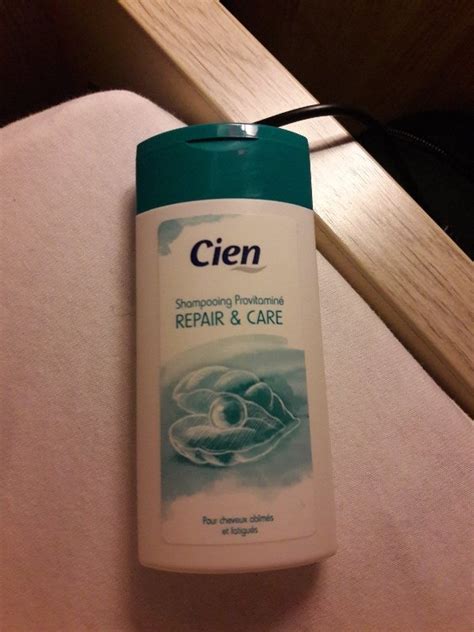 Cien
Shampooing Provitaminé
REPAIR & CARE
Pour cheveux abîmés
et fatigués